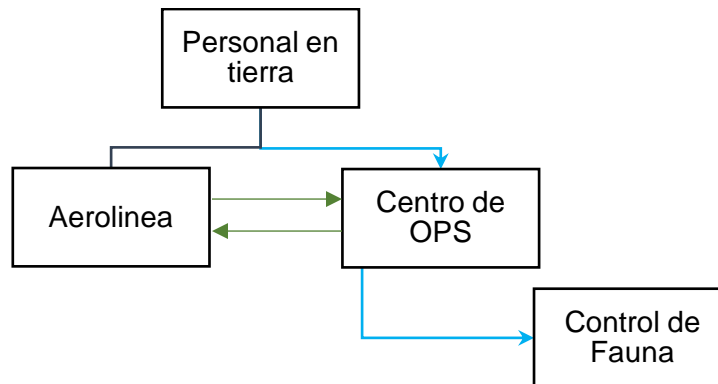 Personal en
tierra
Aerolinea
Centro de
OPS
Control de
Fauna